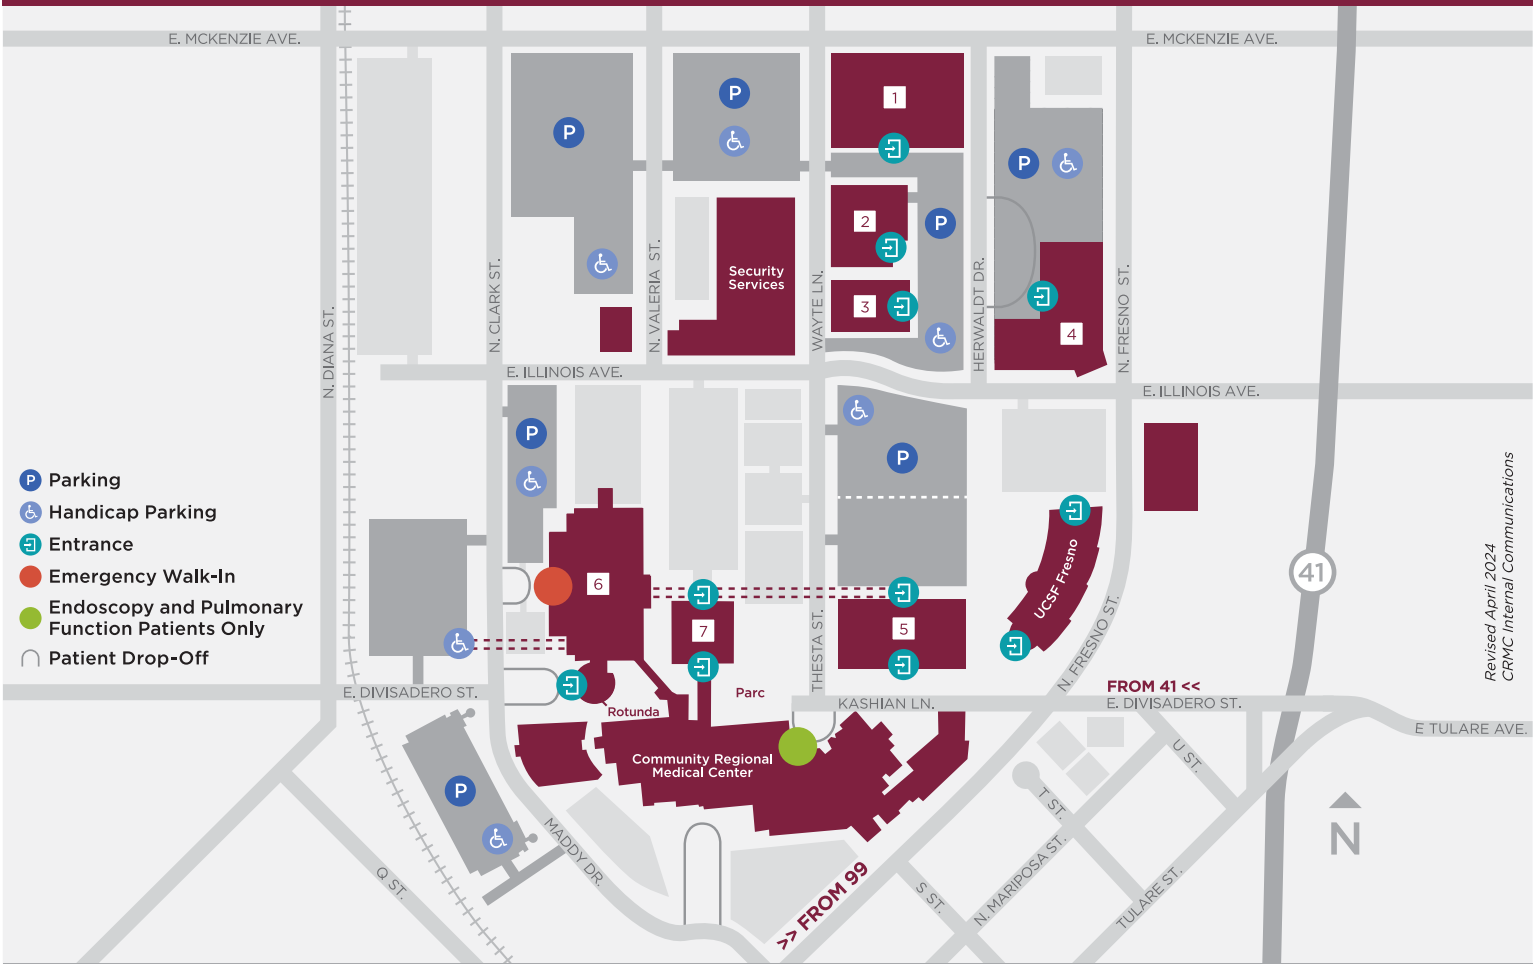 E. MCKENZIE AVE.
E. MCKENZIE AVE.
P
P
1
P
2
P
Security
Services
3
4
N. DIANA ST.
N. CLARK ST.
N. VALERIA ST.
WAYTE LN.
HERWALDT DR.
N. FRESNO ST.
E. ILLINOIS AVE.
E. ILLINOIS AVE.
P
P
P Parking
Handicap Parking
Entrance
Emergency Walk-In
Endoscopy and Pulmonary
Function Patients Only
Patient Drop-Off
6
7
5
UCSF Fresno
41
Revised April 2024
CRMC Internal Communications
THESTA ST.
N. FRESNO ST.
E. DIVISADERO ST.
Rotunda
Parc
KASHIAN LN.
FROM 41 <<
E. DIVISADERO ST.
E TULARE AVE.
Community Regional
Medical Center
P
U ST.
T ST.
N
MADDY DR.
Q ST.
>> FROM 99
S ST.
N. MARIPOSA ST.
TULARE ST.